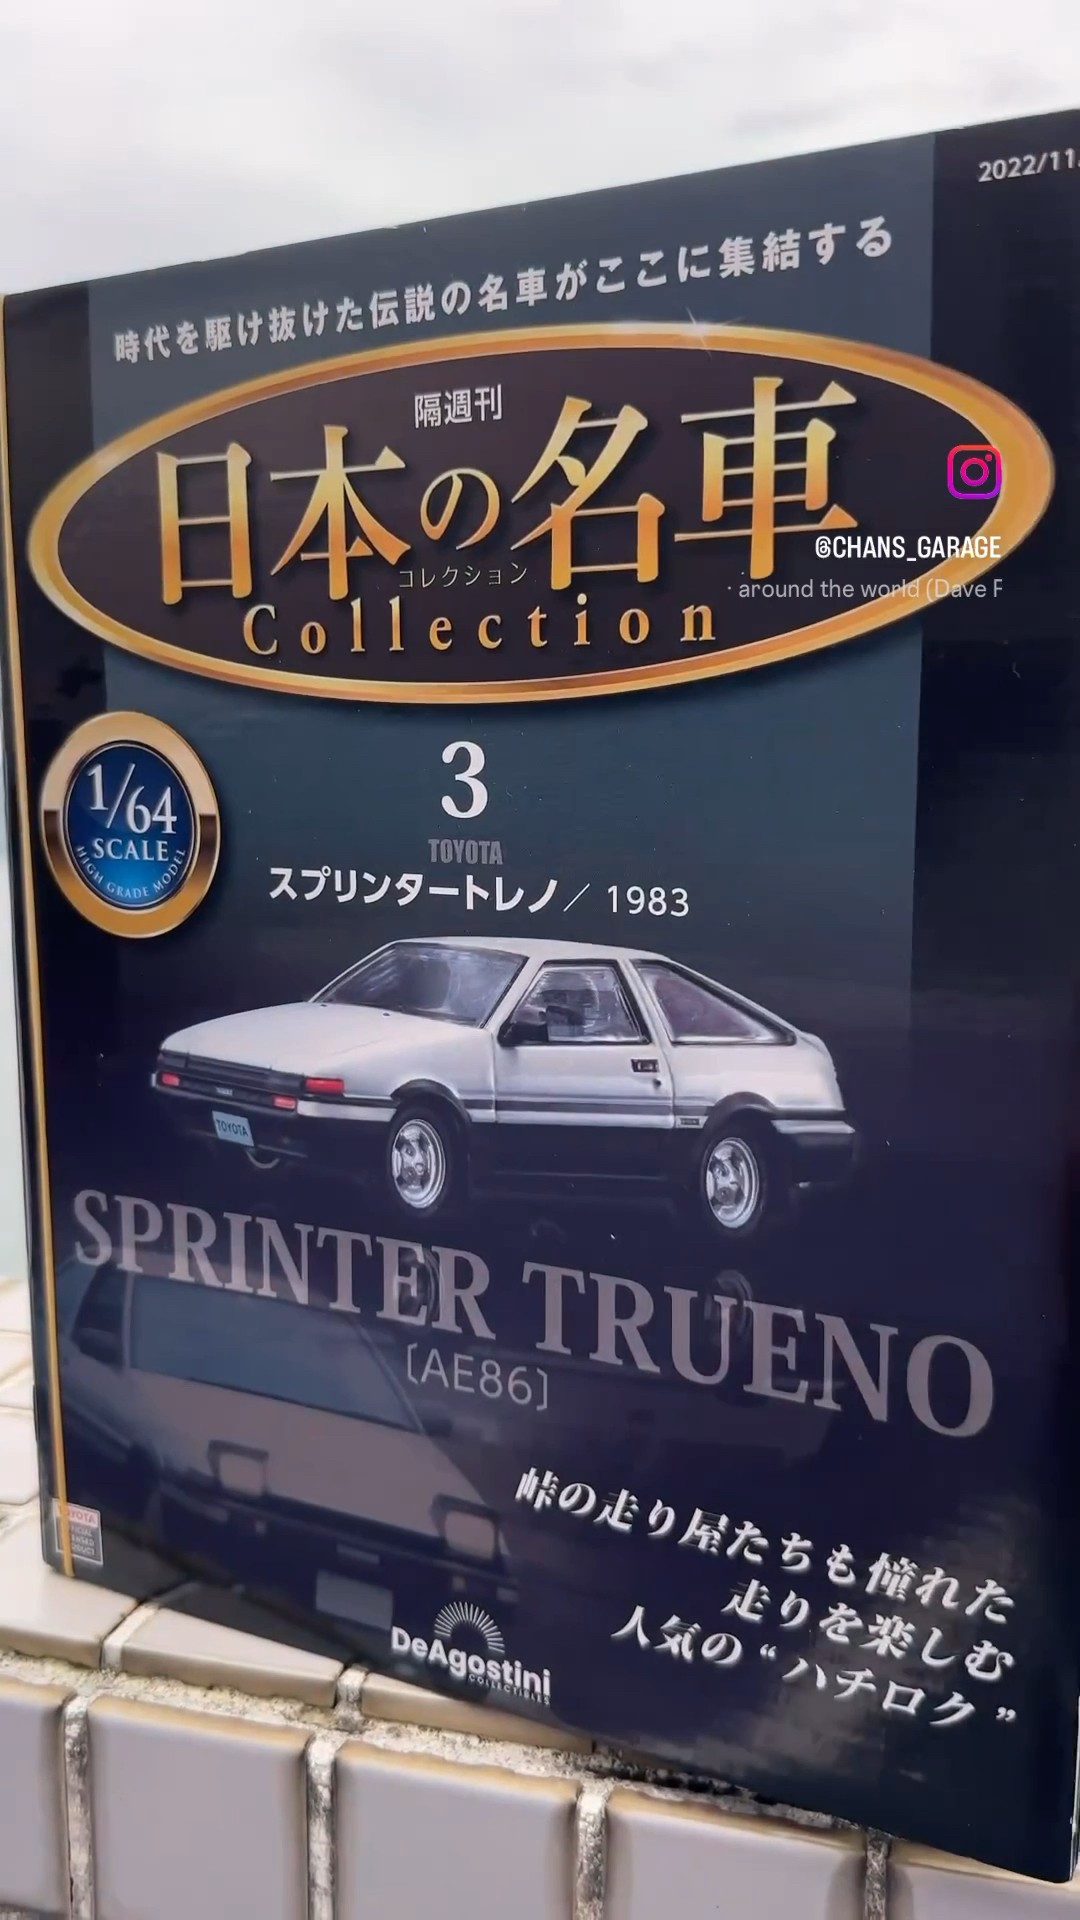 2022/11
時代を駆け抜けた伝説の名車がここに集結する
隔週刊
日本の名車
コレクション
Collection
@CHANS_GARAGE
· around the world (Dave F
1/64
SCALE
HIGH GRADE MODEL
3
TOYOTA
スプリンタートレノ／1983
TOYOTA
SPRINTER TRUENO
［AE86］
峠の走り屋たちも憧れた
走りを楽しむ
人気の“ハチロク”
TOYOTA
DeAgostini
COLLECTIBLES